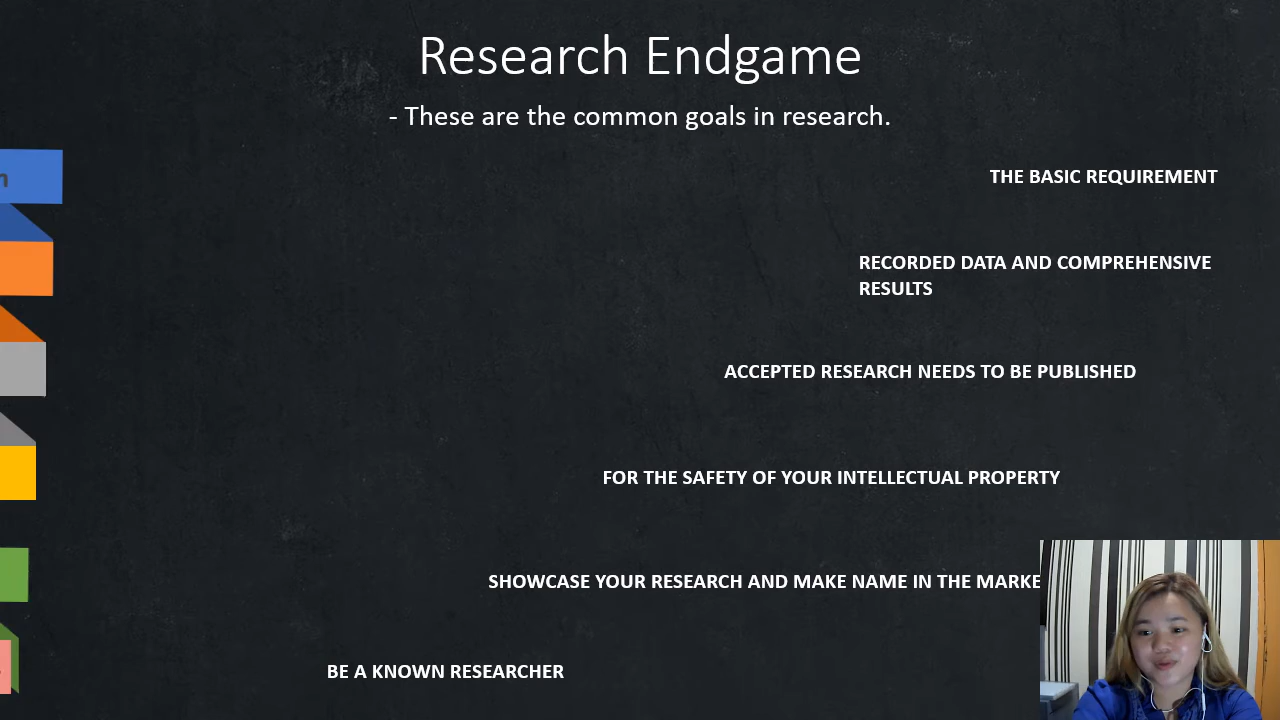 Research Endgame
- These are the common goals in research.
THE BASIC REQUIREMENT
RECORDED DATA AND COMPREHENSIVE
RESULTS
ACCEPTED RESEARCH NEEDS TO BE PUBLISHED
FOR THE SAFETY OF YOUR INTELLECTUAL PROPERTY
SHOWCASE YOUR RESEARCH AND MAKE NAME IN THE MARKE
BE A KNOWN RESEARCHER